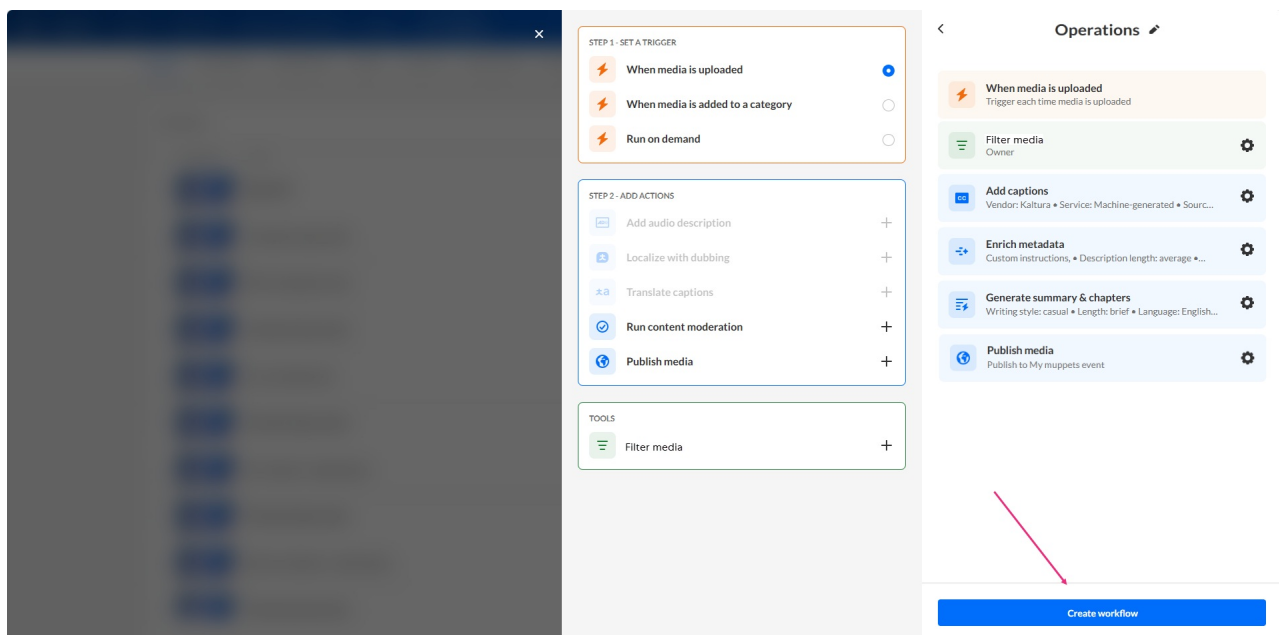 STEP 1 - SET A TRIGGER
When media is uploaded
When media is added to a category
Run on demand
STEP 2 - ADD ACTIONS
Add audio description
Localize with dubbing
Translate captions
Run content moderation
Publish media
TOOLS
Filter media
Operations
When media is uploaded
Trigger each time media is uploaded
Filter media
Owner
CC
Add captions
Vendor: Kaltura • Service: Machine-generated • Sourc...
Enrich metadata
Custom instructions, • Description length: average •...
Generate summary & chapters
Writing style: casual • Length: brief • Language: English...
Publish media
Publish to My muppets event
Create workflow